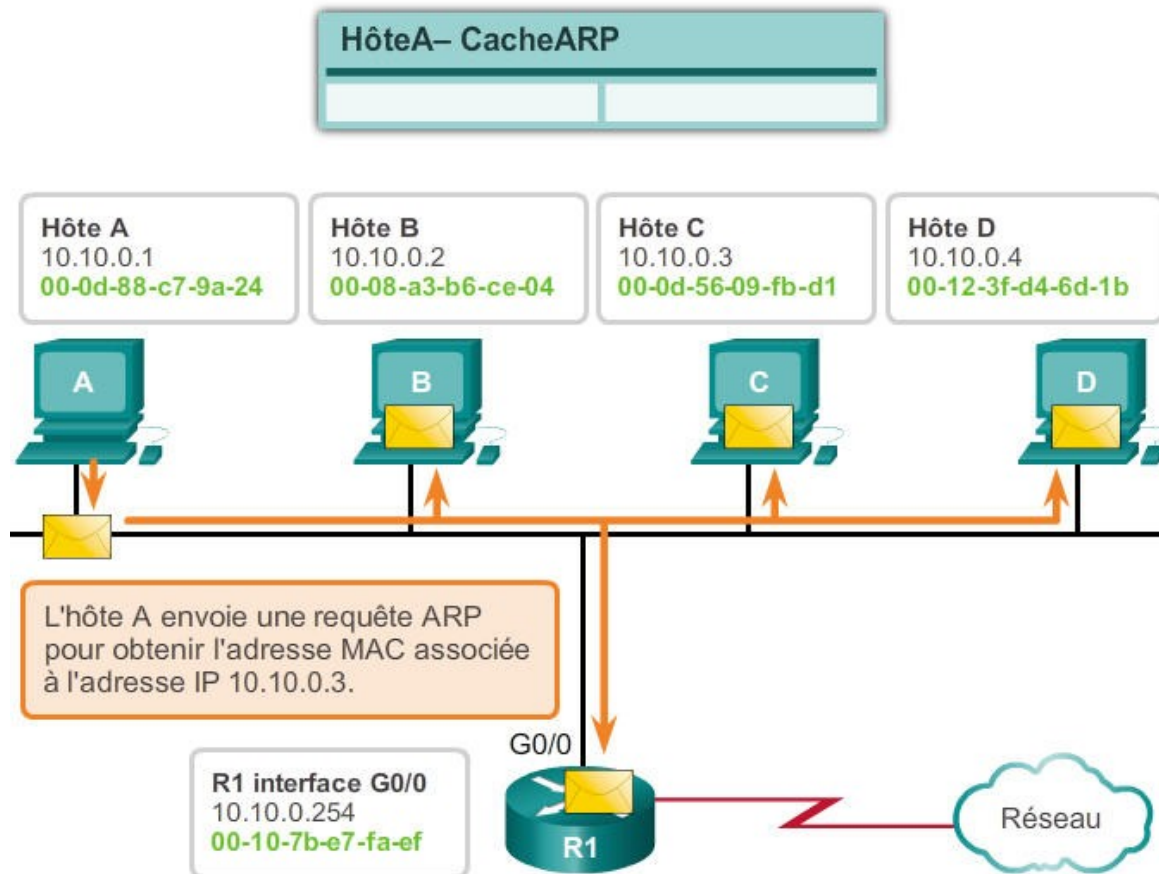 HôteA– CacheARP
Hôte A
10.10.0.1
00-0d-88-c7-9a-24
Hôte B
10.10.0.2
00-08-a3-b6-ce-04
Hôte C
10.10.0.3
00-0d-56-09-fb-d1
Hôte D
10.10.0.4
00-12-3f-d4-6d-1b
A
B
C
D
L'hôte A envoie une requête ARP
pour obtenir l'adresse MAC associée
à l'adresse IP 10.10.0.3.
G0/0
R1 interface G0/0
10.10.0.254
00-10-7b-e7-fa-ef
R1
Réseau